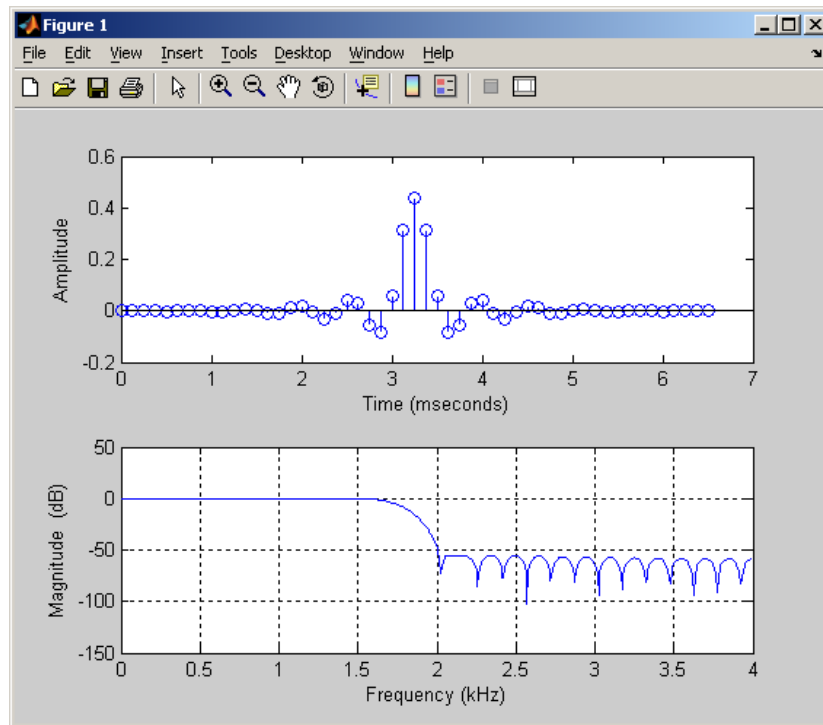 Figure 1
File Edit View Insert Tools Desktop Window Help
0.6
0.4
0.2
0
-0.2
Amplitude
0 1 2 3 4 5 6 7
Time (mseconds)
50
0
-50
-100
-150
Magnitude (dB)
0 0.5 1 1.5 2 2.5 3 3.5 4
Frequency (kHz)